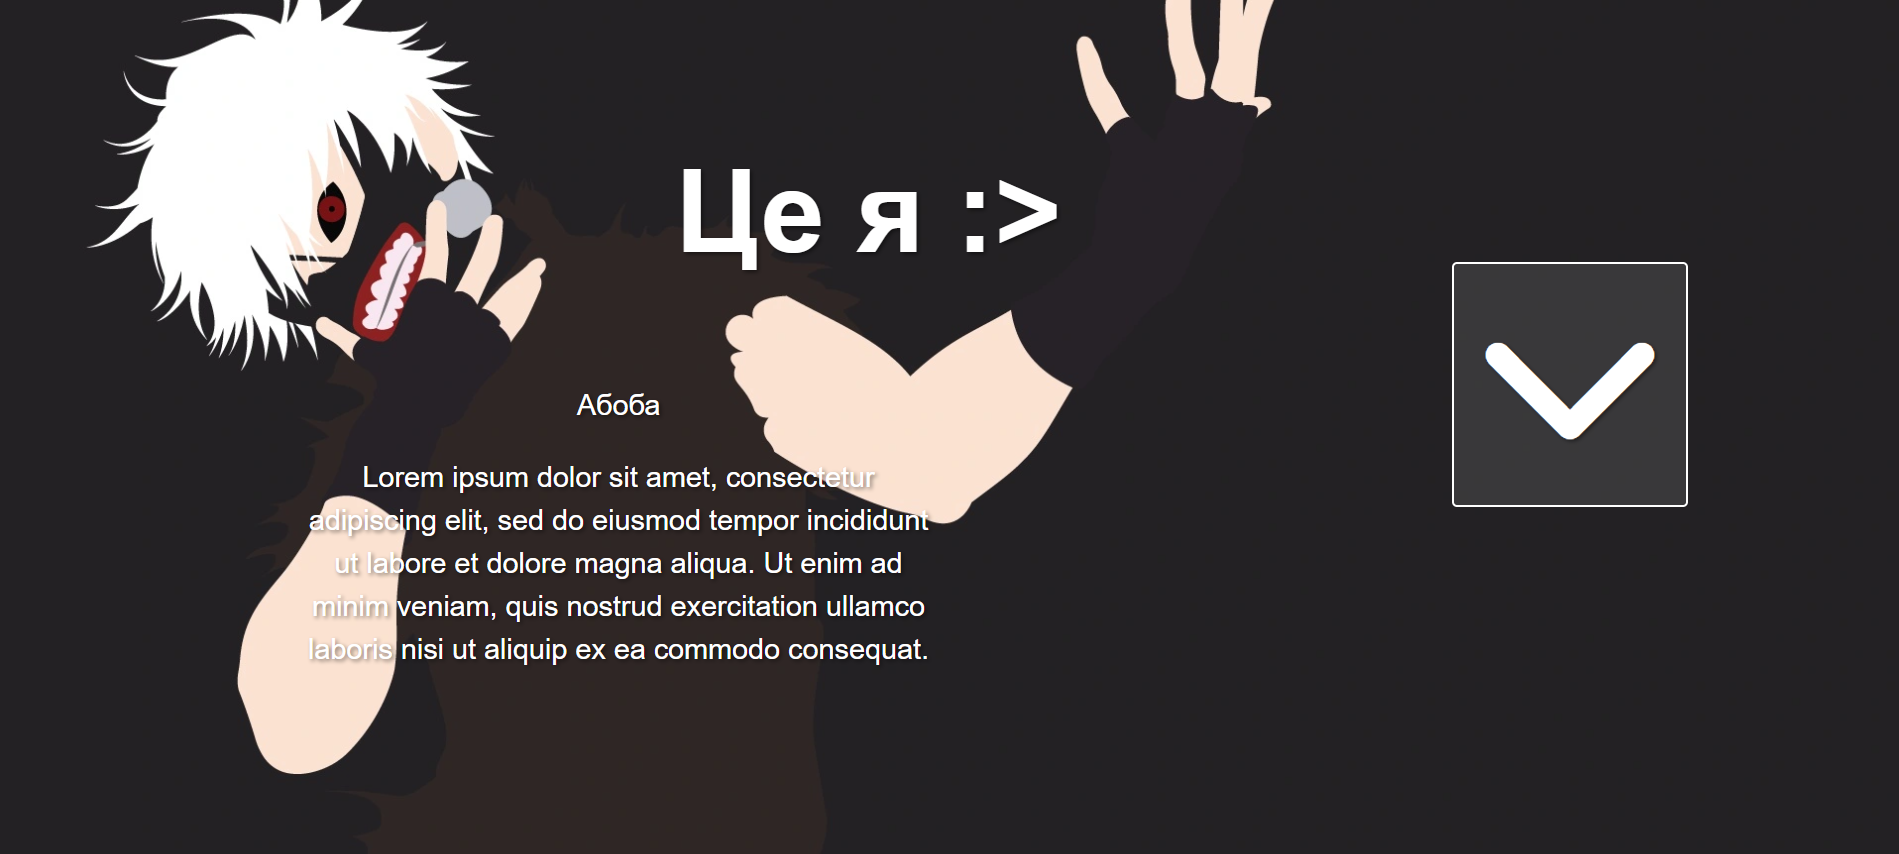 Це я :>
Абоба
Lorem ipsum dolor sit amet, consectetur
adipiscing elit, sed do eiusmod tempor incididunt
ut labore et dolore magna aliqua. Ut enim ad
minim veniam, quis nostrud exercitation ullamco
laboris nisi ut aliquip ex ea commodo consequat.